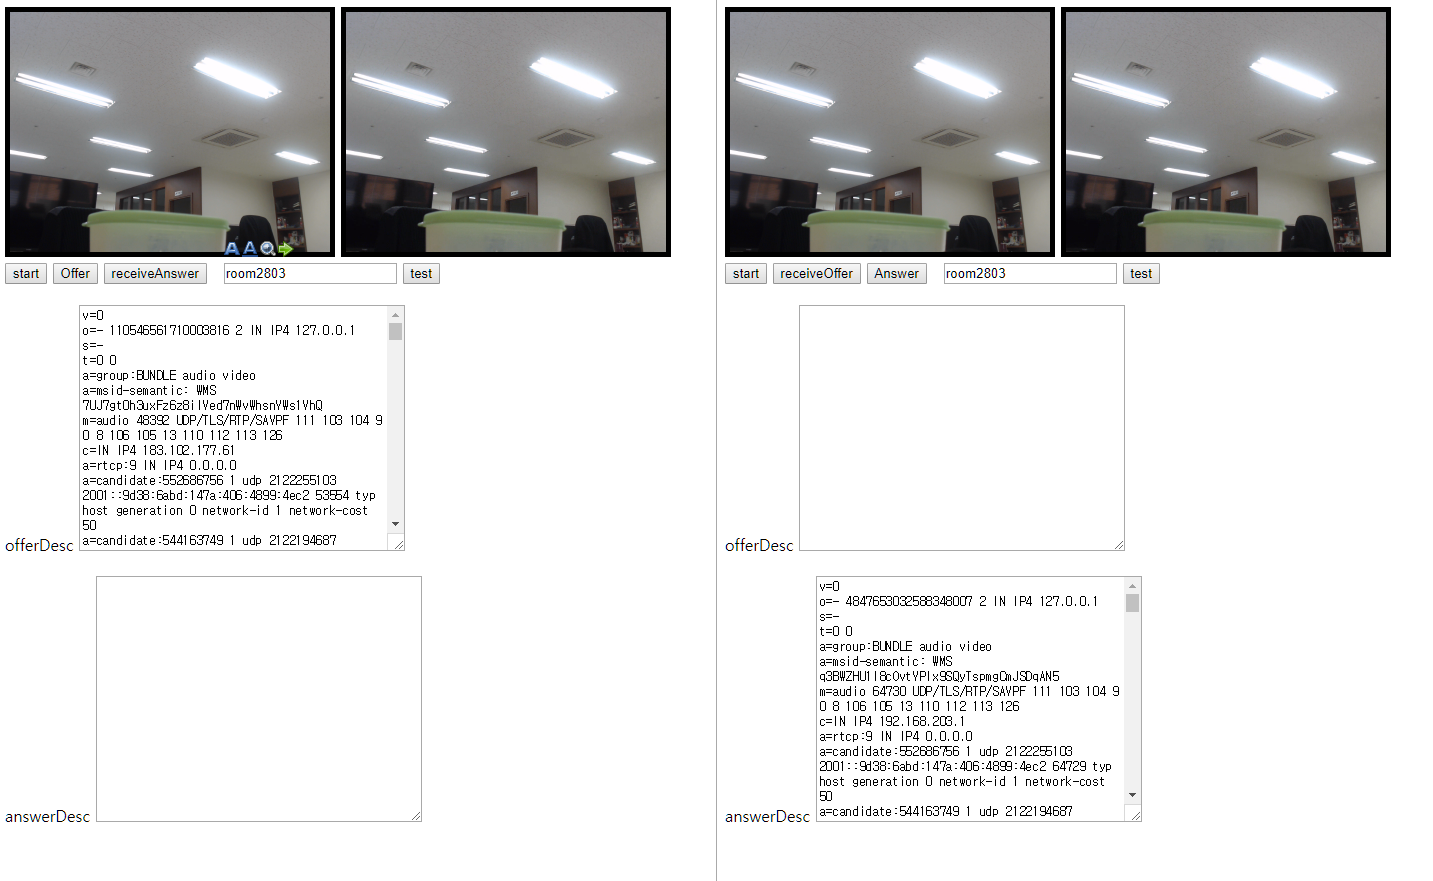 start Offer receiveAnswer room2803 test
v=0
o=- 110546561710003816 2 IN IP4 127.0.0.1
s=-
t=0 0
a=group:BUNDLE audio video
a=msid-semantic: WMS
m=audio 48392 UDP/TLS/RTP/SAVPF 111 103 104 9
0 8 106 105 13 110 112 113 126
c=IN IP4 183.102.177.61
a=rtcp:9 IN IP4 0.0.0.0
a=candidate:552686756 1 udp 2122255103
2001::9d38:6abd:147a:406:4899:4ec2 53554 typ
host generation 0 network-id 1 network-cost
50
a=candidate:544163749 1 udp 2122194687
offerDesc
answerDesc
start receiveOffer Answer room2803 test
offerDesc
v=0
o=- 4847653032588348007 2 IN IP4 127.0.0.1
s=-
t=0 0
a=group:BUNDLE audio video
a=msid-semantic: WMS
m=audio 64730 UDP/TLS/RTP/SAVPF 111 103 104 9
0 8 106 105 13 110 112 113 126
c=IN IP4 192.168.203.1
a=rtcp:9 IN IP4 0.0.0.0
a=candidate:552686756 1 udp 2122255103
2001::9d38:6abd:147a:406:4899:4ec2 64729 typ
host generation 0 network-id 1 network-cost
50
a=candidate:544163749 1 udp 2122194687
answerDesc